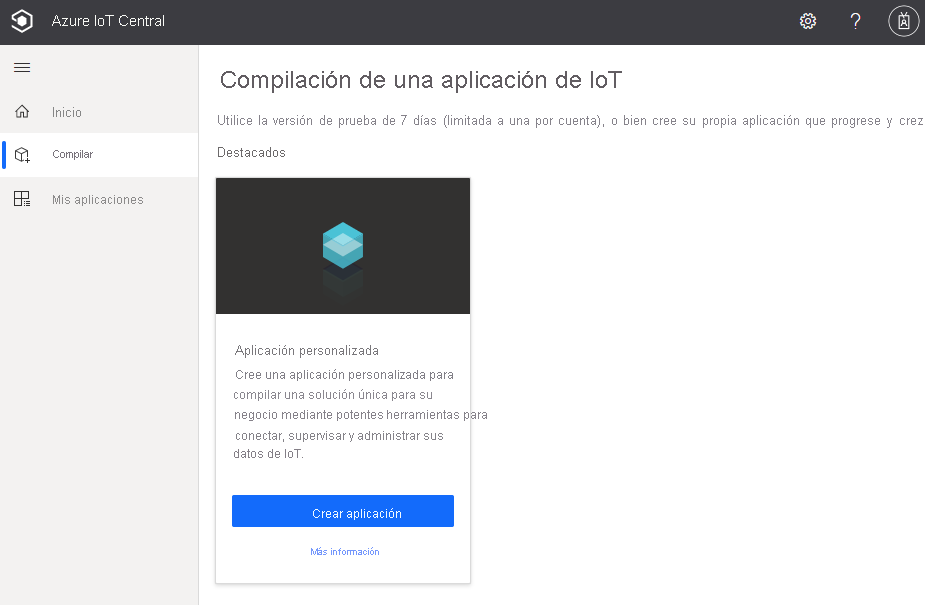 Azure IoT Central
?
Inicio
Compilar
Mis aplicaciones
Compilación de una aplicación de IoT
Utilice la versión de prueba de 7 días (limitada a una por cuenta), o bien cree su propia aplicación que progrese y crez
Destacados
Aplicación personalizada
Cree una aplicación personalizada para
compilar una solución única para su
negocio mediante potentes herramientas para
conectar, supervisar y administrar sus
datos de IoT.
Crear aplicación
Más información